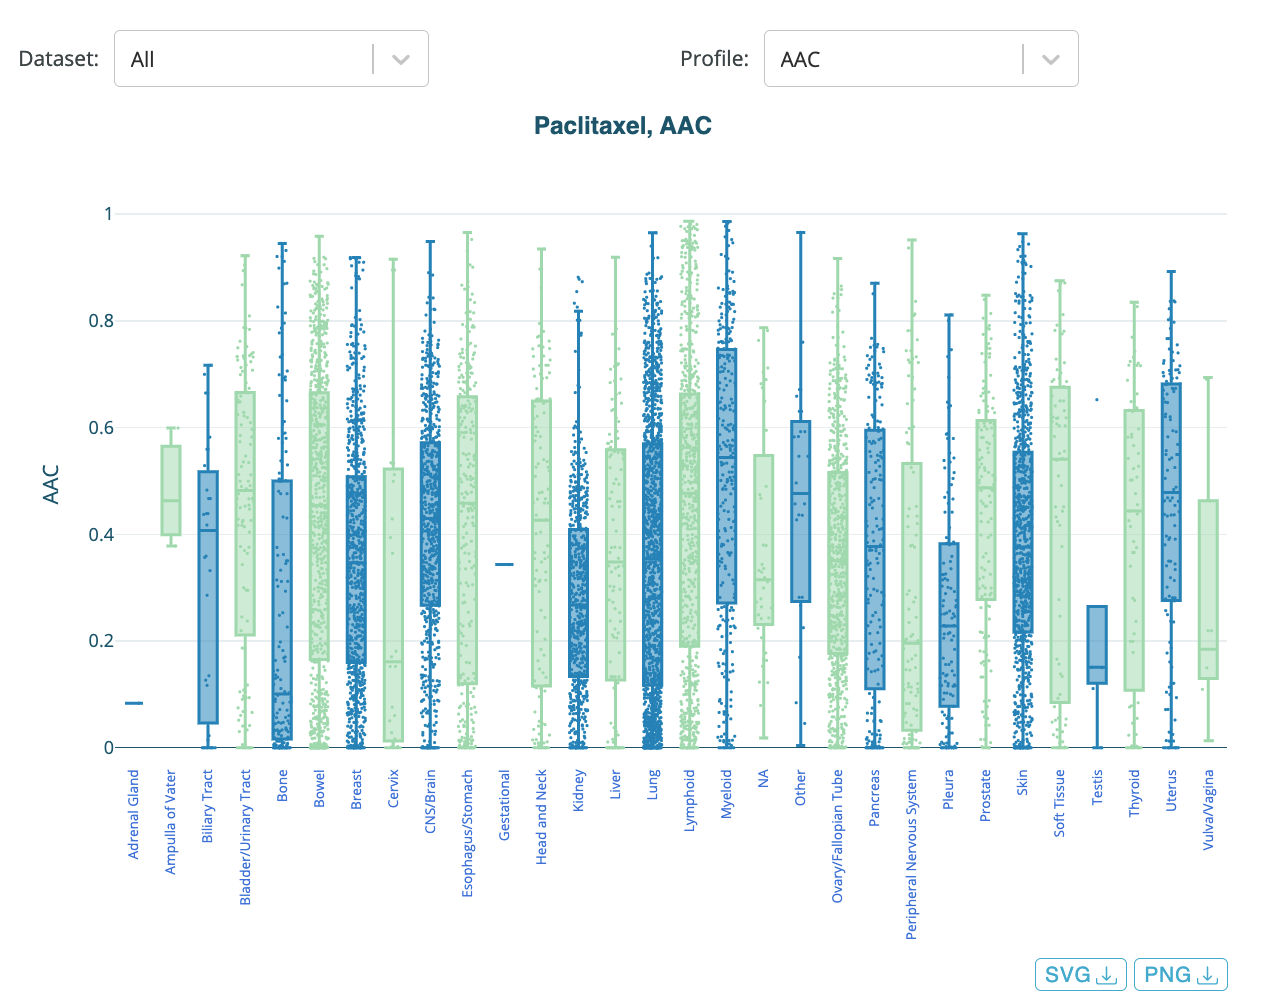 Dataset: All Profile: AAC
Paclitaxel, AAC
1
0.8
0.6
0.4
0.2
0
AAC
Adrenal Gland
Ampulla of Vater
Biliary Tract
Bladder/Urinary Tract
Bone
Bowel
Breast
Cervix
CNS/Brain
Esophagus/Stomach
Gestational
Head and Neck
Kidney
Liver
Lung
Lymphoid
Myeloid
NA
Other
Ovary/Fallopian Tube
Pancreas
Peripheral Nervous System
Pleura
Prostate
Skin
Soft Tissue
Testis
Thyroid
Uterus
Vulva/Vagina
SVG PNG